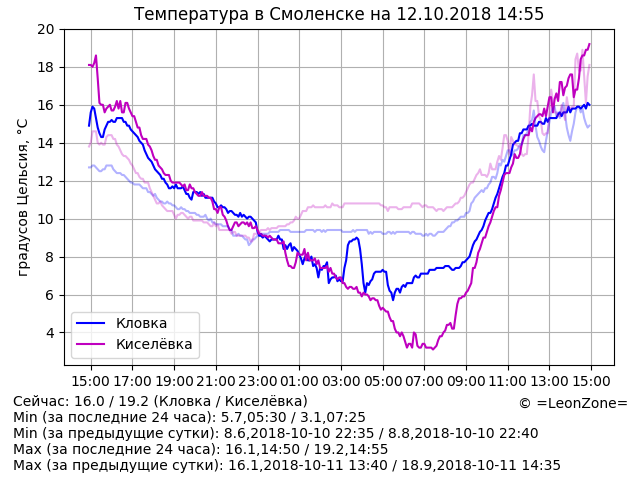 Температура в Смоленске на 12.10.2018 14:55
градусов Цельсия, °C
20
18
16
14
12
10
8
6
4
Кловка
Киселёвка
15:00 17:00 19:00 21:00 23:00 01:00 03:00 05:00 07:00 09:00 11:00 13:00 15:00
Сейчас: 16.0 / 19.2 (Кловка / Киселёвка)
© =LeonZone=
Min (за последние 24 часа): 5.7,05:30 / 3.1,07:25
Min (за предыдущие сутки): 8.6,2018-10-10 22:35 / 8.8,2018-10-10 22:40
Max (за последние 24 часа): 16.1,14:50 / 19.2,14:55
Max (за предыдущие сутки): 16.1,2018-10-11 13:40 / 18.9,2018-10-11 14:35